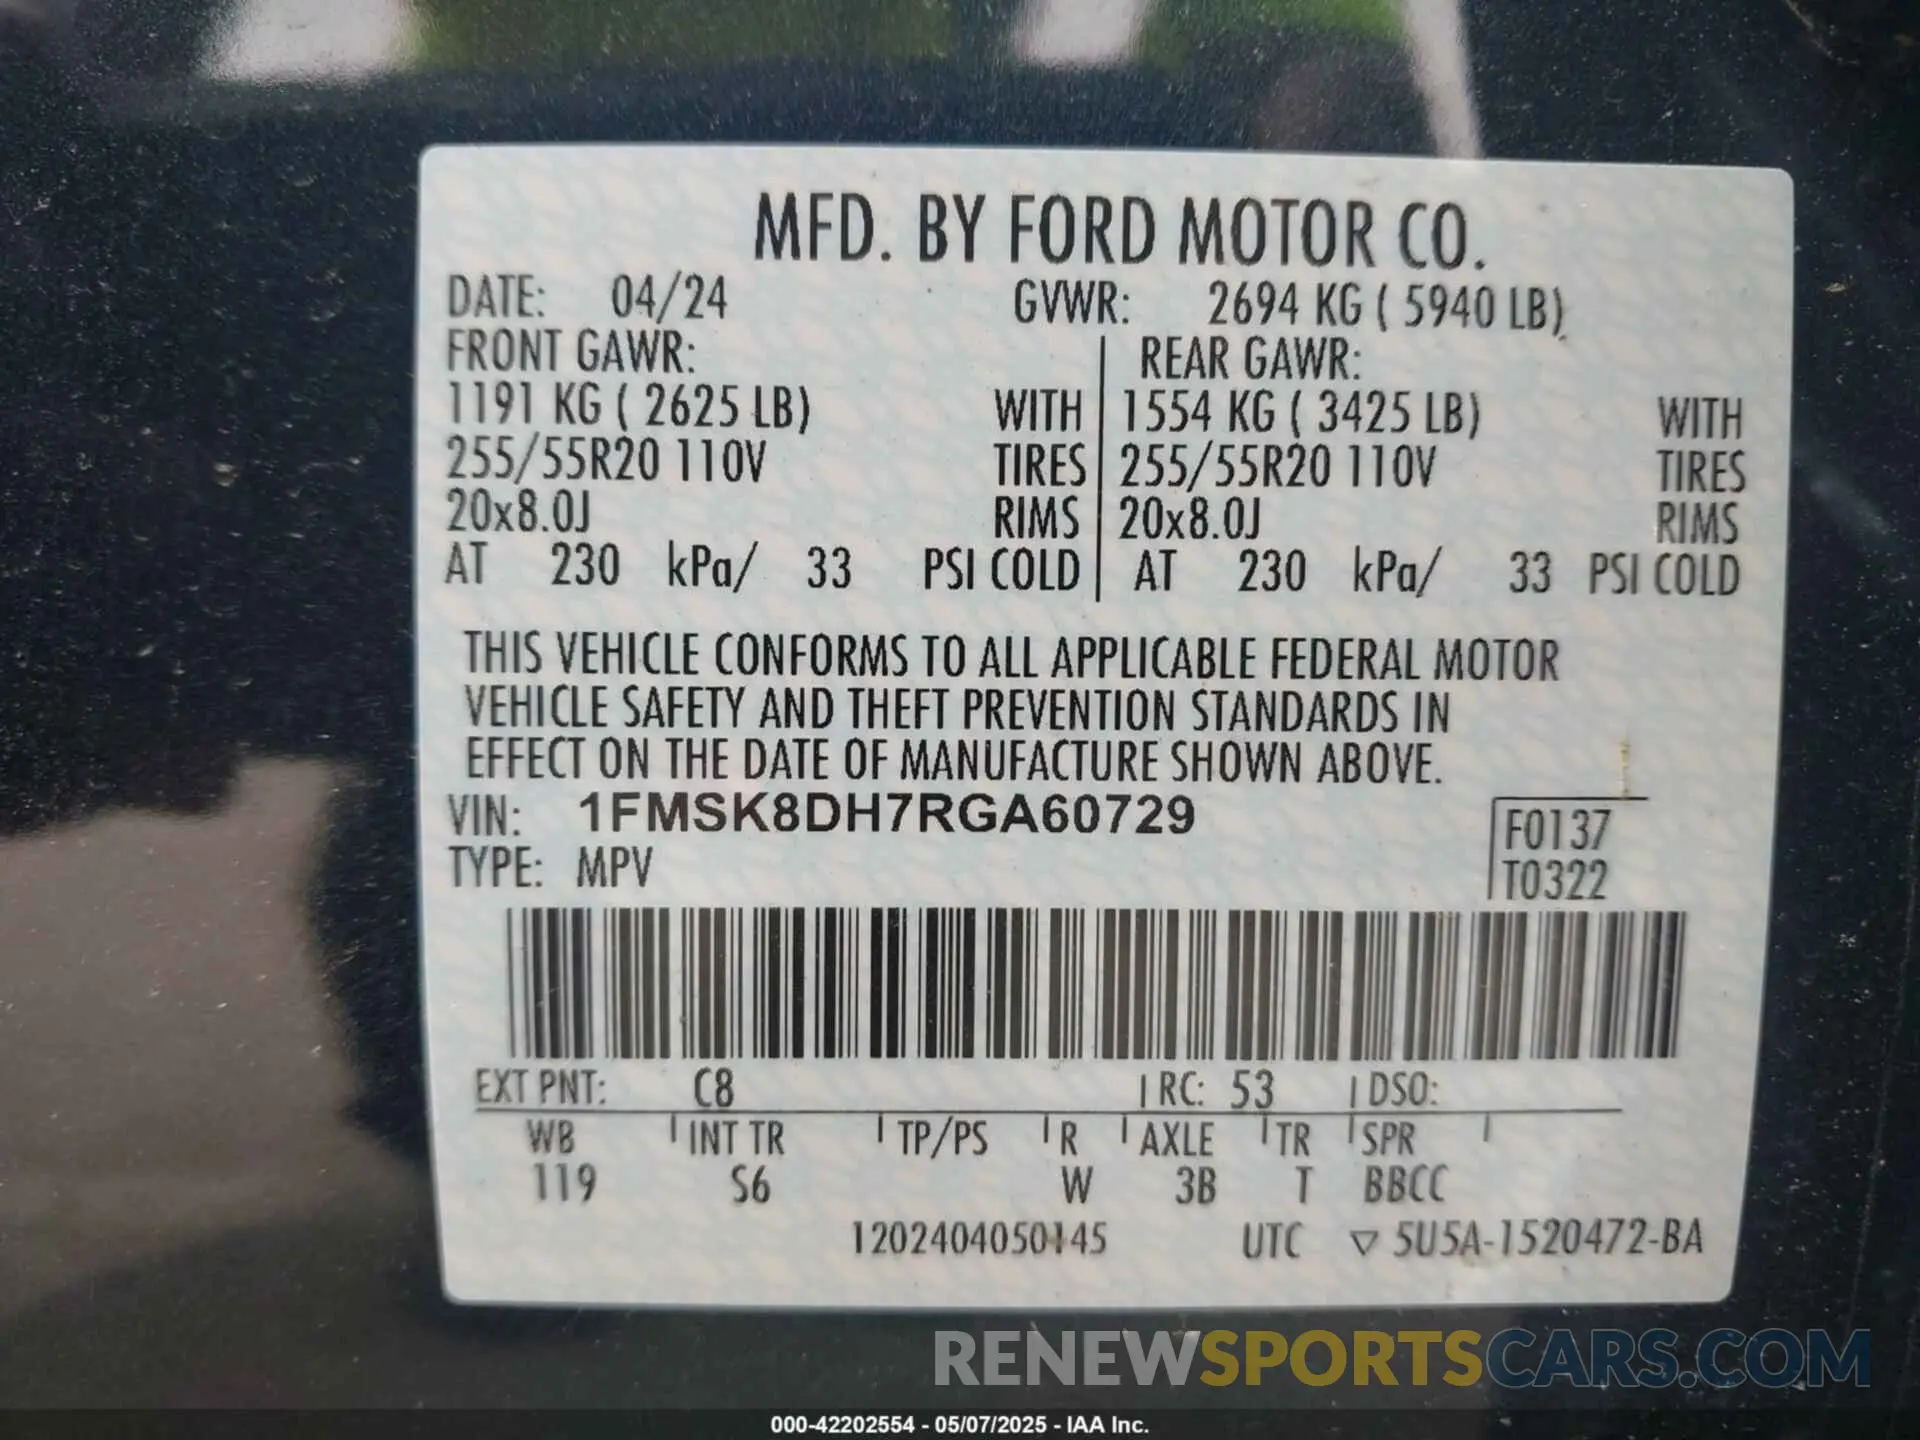 MFD. BY FORD MOTOR CO.
DATE: 04/24 GVWR: 2694 KG ( 5940 LB)
FRONT GAWR: REAR GAWR:
1191 KG ( 2625 LB) WITH 1554 KG ( 3425 LB) WITH
255/55R20 110V TIRES 255/55R20 110V TIRES
20x8.0J RIMS 20x8.0J RIMS
AT 230 kPa/ 33 PSI COLD AT 230 kPa/ 33 PSI COLD
THIS VEHICLE CONFORMS TO ALL APPLICABLE FEDERAL MOTOR
VEHICLE SAFETY AND THEFT PREVENTION STANDARDS IN
EFFECT ON THE DATE OF MANUFACTURE SHOWN ABOVE.
VIN: 1FMSK8DH7RGA60729 F0137
TYPE: MPV T0322
EXT PNT: C8 RC: 53 DSO:
WB INT TR TP/PS R AXLE TR SPR
119 S6 W 3B T BBCC
1202404050145 UTC ▽ 5U5A-1520472-BA
RENEWSPORTSCARS.COM
000-42202554 - 05/07/2025 - IAA Inc.